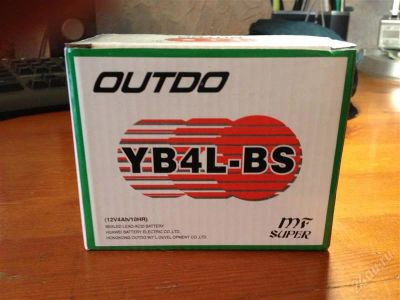 OUTDO
YB4L-BS
(12V4Ah/10HR)
SEALED LEAD-ACID BATTERY
HUAWEI BATTERY ELECTRIC CO.,LTD.
HONGKONG OUTDO INT'L DEVELOPMENT CO.,LTD
MF
SUPER